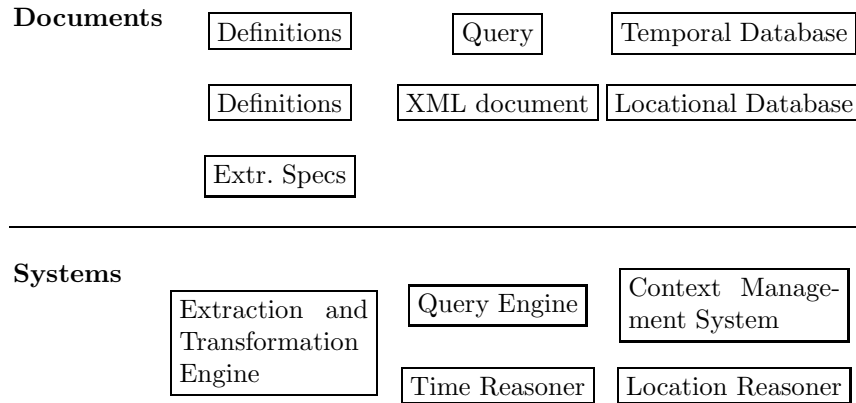 Documents
Definitions Query Temporal Database
Definitions XML document Locational Database
Extr. Specs
Systems
Extraction and
Transformation
Engine
Query Engine
Context Manage-
ment System
Time Reasoner Location Reasoner